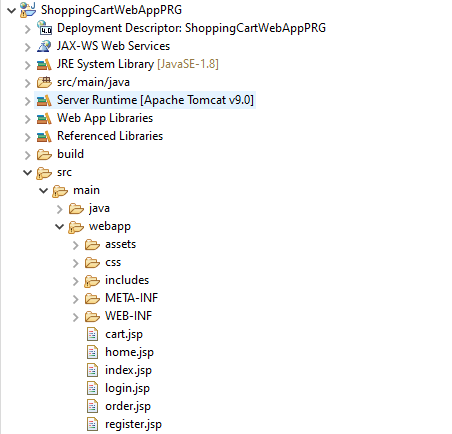 ShoppingCartWebAppPRG
4.0 Deployment Descriptor: ShoppingCartWebAppPRG
JAX-WS Web Services
JRE System Library [JavaSE-1.8]
src/main/java
Server Runtime [Apache Tomcat v9.0]
Web App Libraries
Referenced Libraries
build
src
main
java
webapp
assets
css
includes
META-INF
WEB-INF
cart.jsp
home.jsp
index.jsp
login.jsp
order.jsp
register.jsp